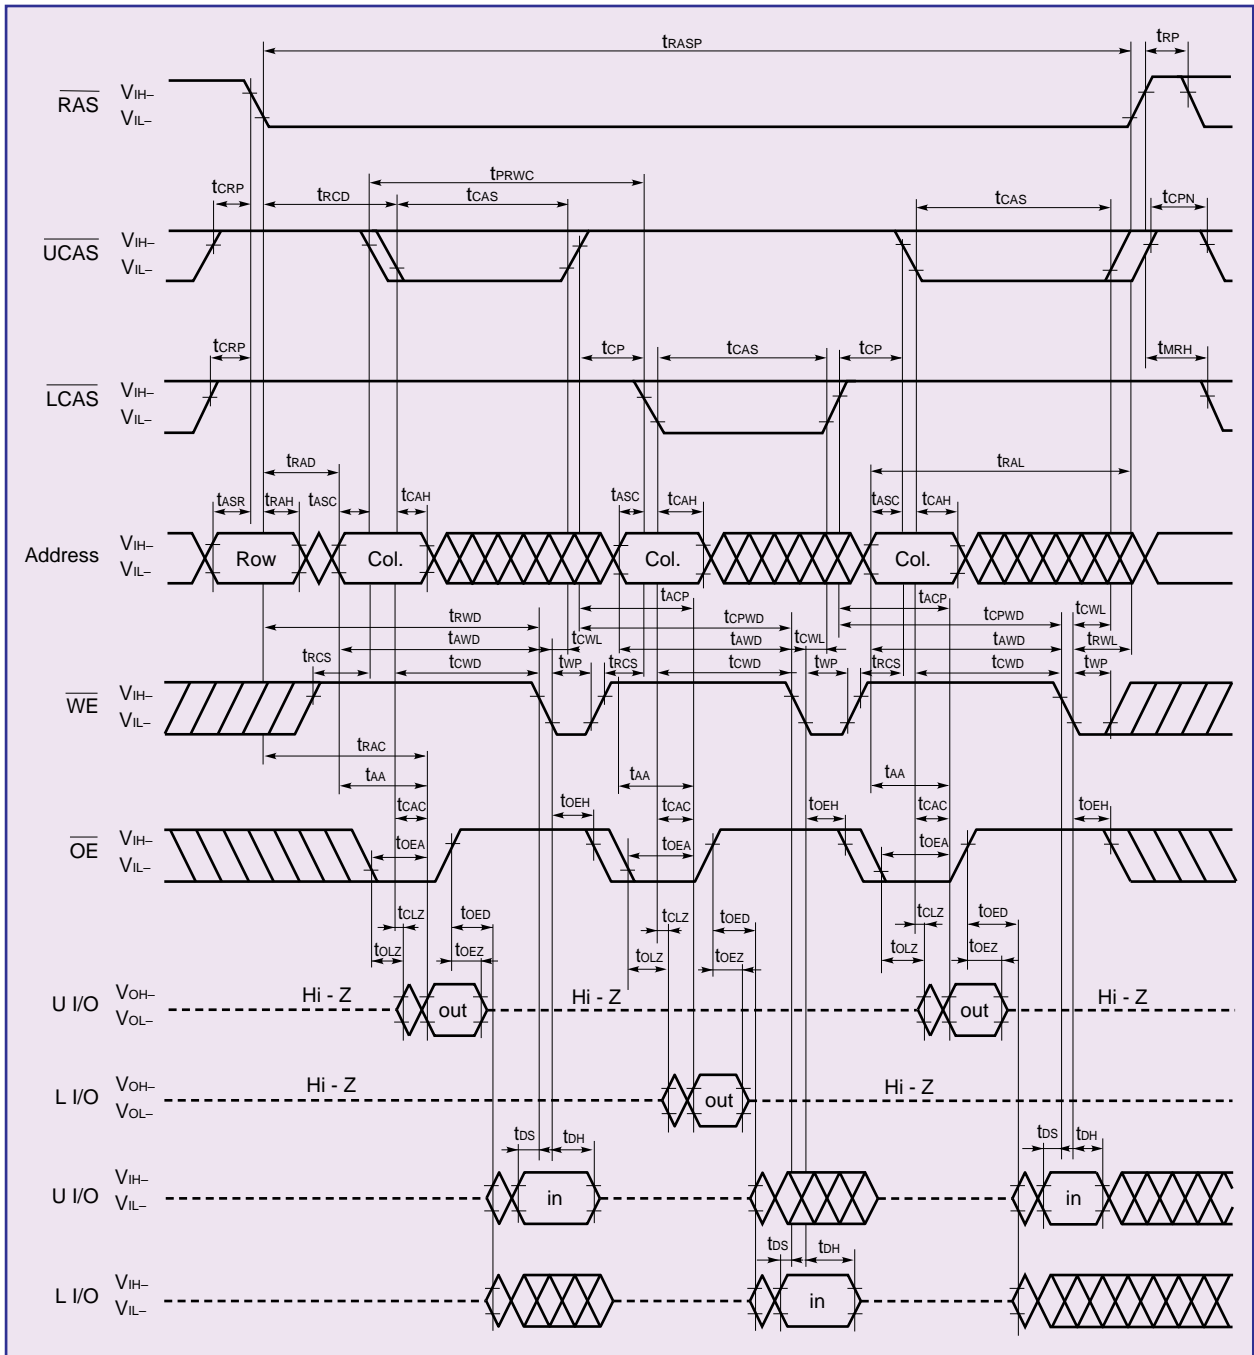 tRASP tRP
RAS VIH–
VIL–
tCRP tRCD tPRWC tCAS tCAS tCPN
UCAS VIH–
VIL–
tCRP tCP tCAS tCP tMRH
LCAS VIH–
VIL–
tRAD tRAL
tASR tRAH tASC tCAH tASC tCAH tASC tCAH
Address VIH–
VIL–
Row Col. Col. Col.
tACP tACP
tRWD tCPWD tCPWD tCWL
tAWD tCWL tAWD tCWL tAWD tRWL
tRCS tCWD tWP tRCS tCWD tWP tRCS tCWD tWP
WE VIH–
VIL–
tRAC
tAA tAA tAA
tCAC tOEH tCAC tOEH tCAC tOEH
OE VIH–
VIL–
tOEA tOEA tOEA
tCLZ tOED tCLZ tOED tCLZ tOED
tOLZ tOEZ tOLZ tOEZ tOLZ tOEZ
U I/O VOH–
VOL–
Hi - Z out Hi - Z out Hi - Z
L I/O VOH–
VOL–
Hi - Z out Hi - Z
tDS tDH tDS tDH
U I/O VIH–
VIL–
in in
tDS tDH
L I/O VIH–
VIL–
in